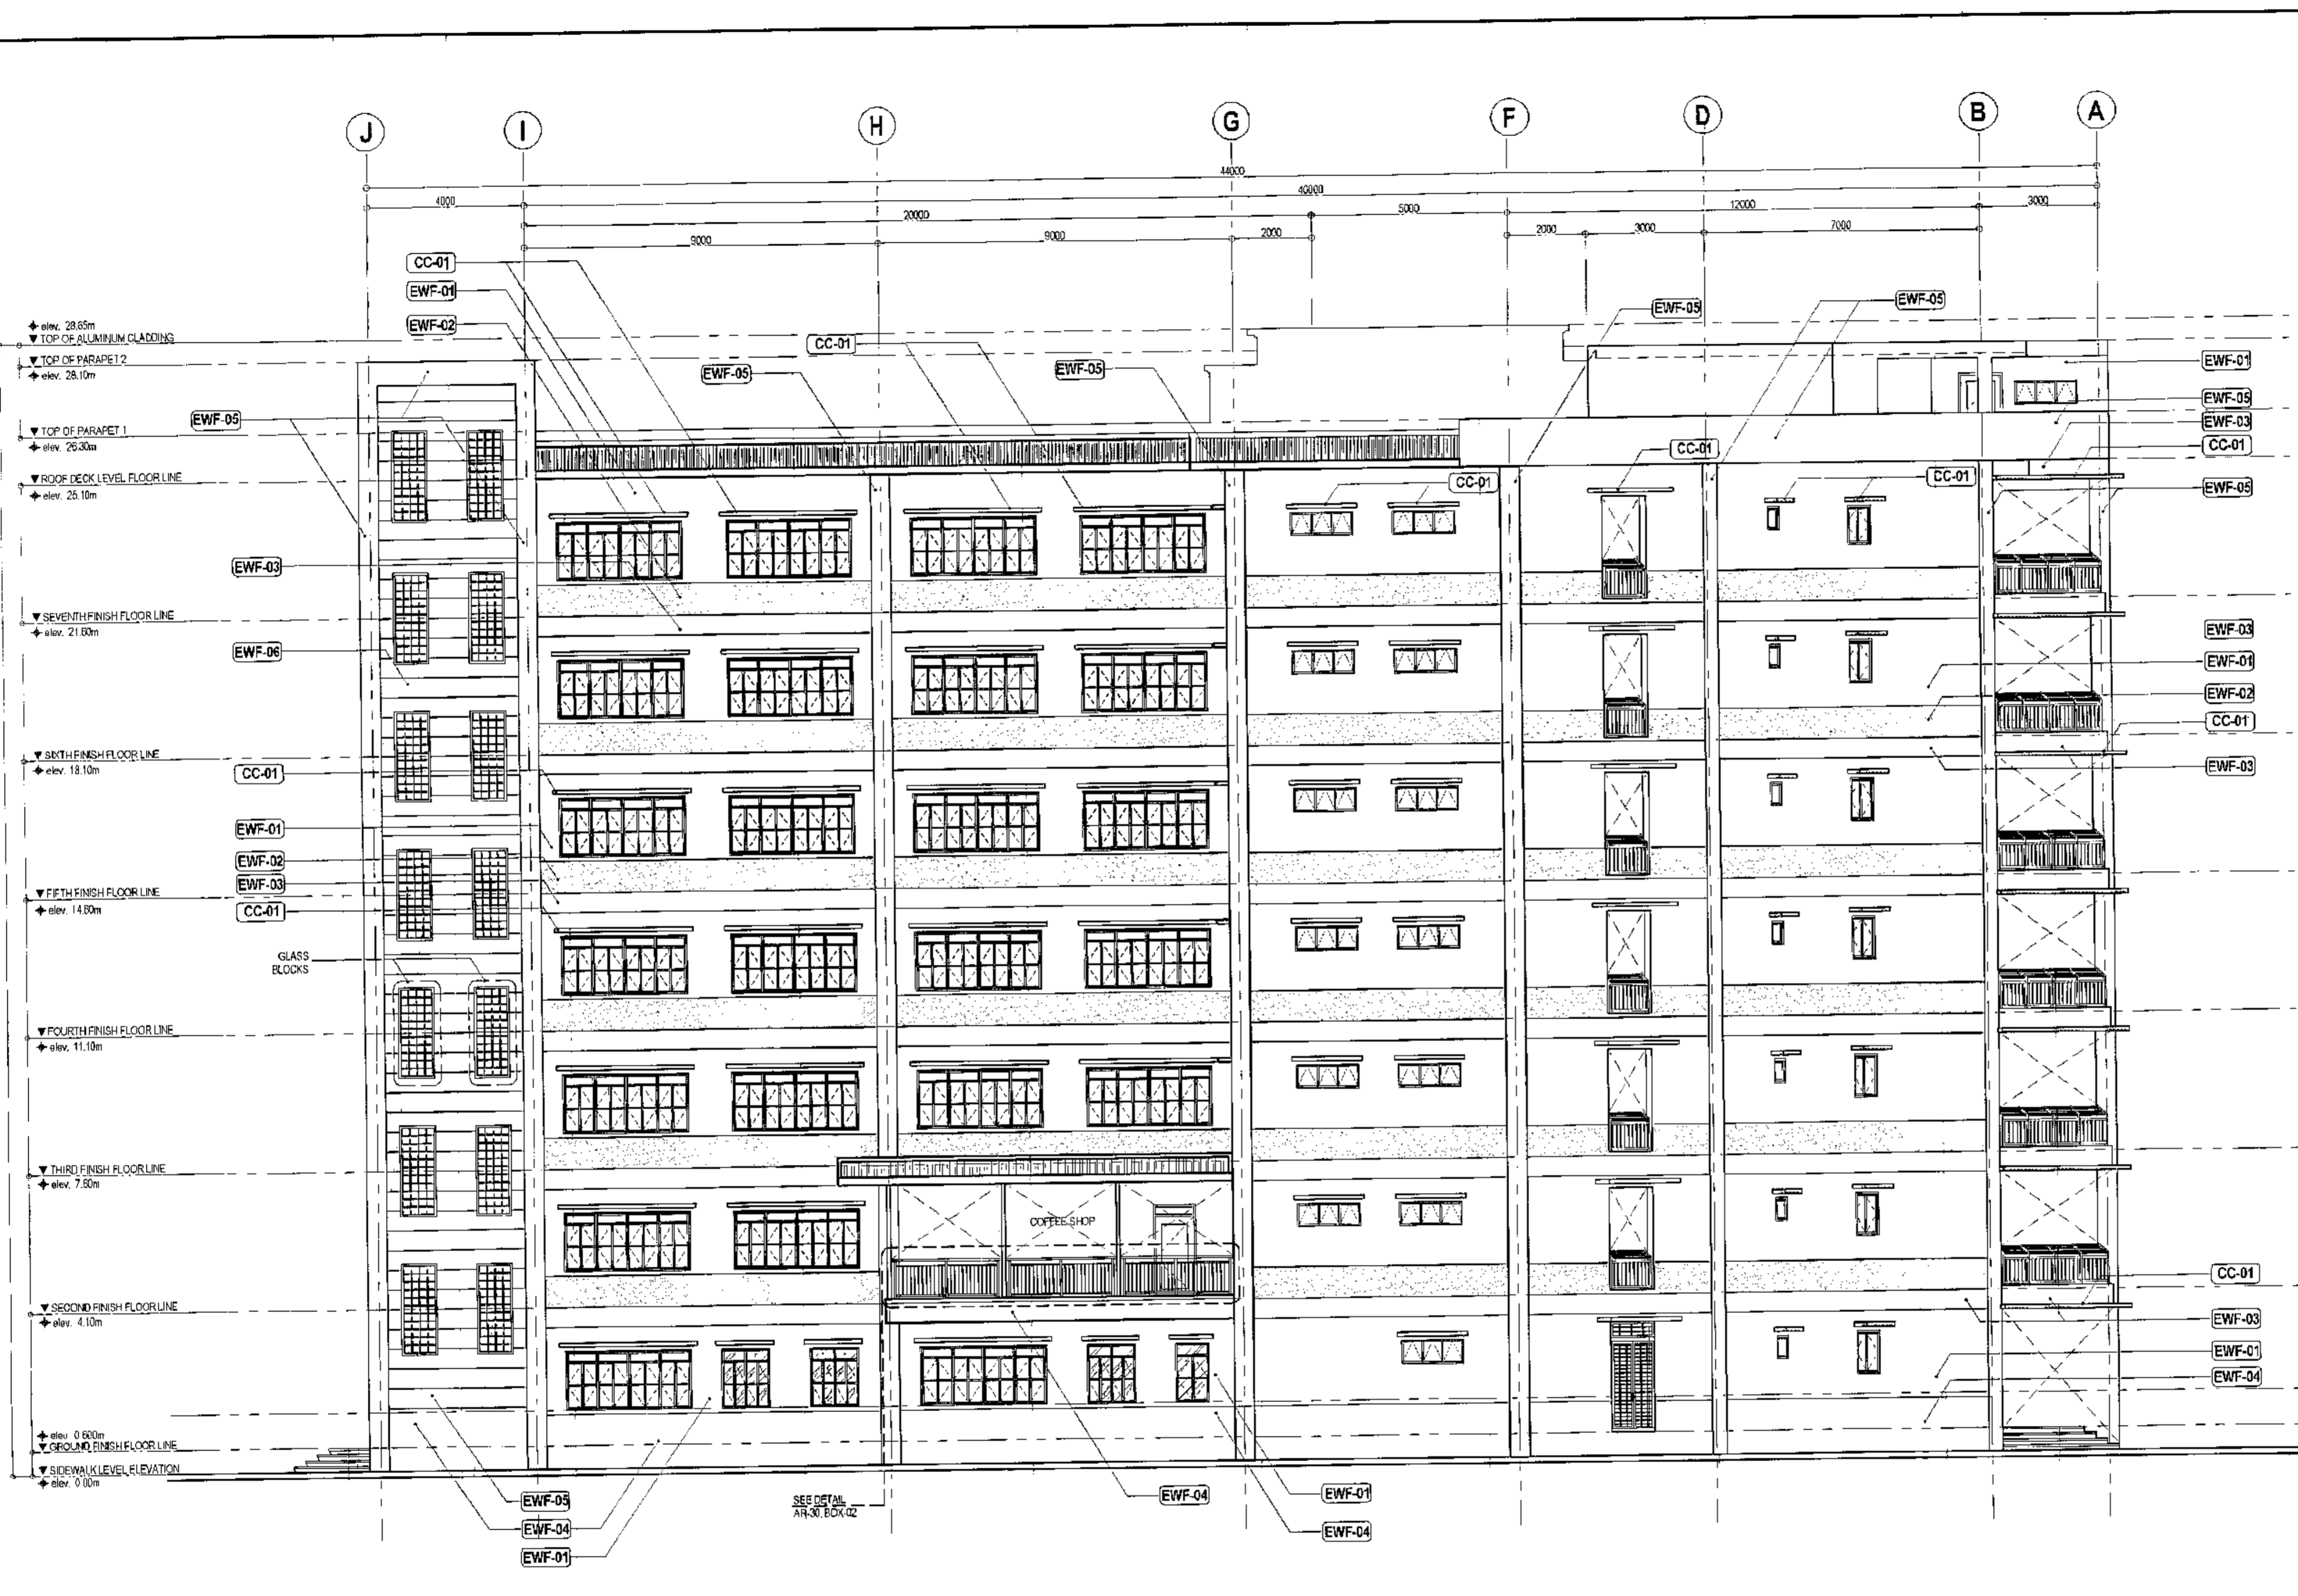 J I H G F D B A
44000
40000
4000 20000 5000 12000 3000
9000 9000 2000 2000 3000 7000
CC-01
EWF-01
EWF-02
CC-01
EWF-05
EWF-05
EWF-05
EWF-05
elev. 28.85m
TOP OF ALUMINUM CLADDING
TOP OF PARAPET 2
elev. 28.10m
EWF-05
TOP OF PARAPET 1
elev. 26.30m
ROOF DECK LEVEL FLOOR LINE
elev. 25.10m
EWF-01
EWF-05
EWF-03
CC-01
EWF-05
CC-01
CC-01
CC-01
EWF-03
SEVENTH FINISH FLOOR LINE
elev. 21.60m
EWF-06
EWF-03
EWF-01
EWF-02
CC-01
EWF-03
SIXTH FINISH FLOOR LINE
elev. 18.10m
CC-01
EWF-01
EWF-02
EWF-03
CC-01
FIFTH FINISH FLOOR LINE
elev. 14.60m
GLASS
BLOCKS
FOURTH FINISH FLOOR LINE
elev. 11.10m
THIRD FINISH FLOOR LINE
elev. 7.60m
COFFEE SHOP
SECOND FINISH FLOOR LINE
elev. 4.10m
CC-01
EWF-03
EWF-01
EWF-04
elev 0.600m
GROUND FINISH FLOOR LINE
SIDEWALK LEVEL ELEVATION
elev. 0.00m
EWF-05
EWF-04
EWF-01
SEE DETAIL
AR-30, BOX-02
EWF-04
EWF-01
EWF-04